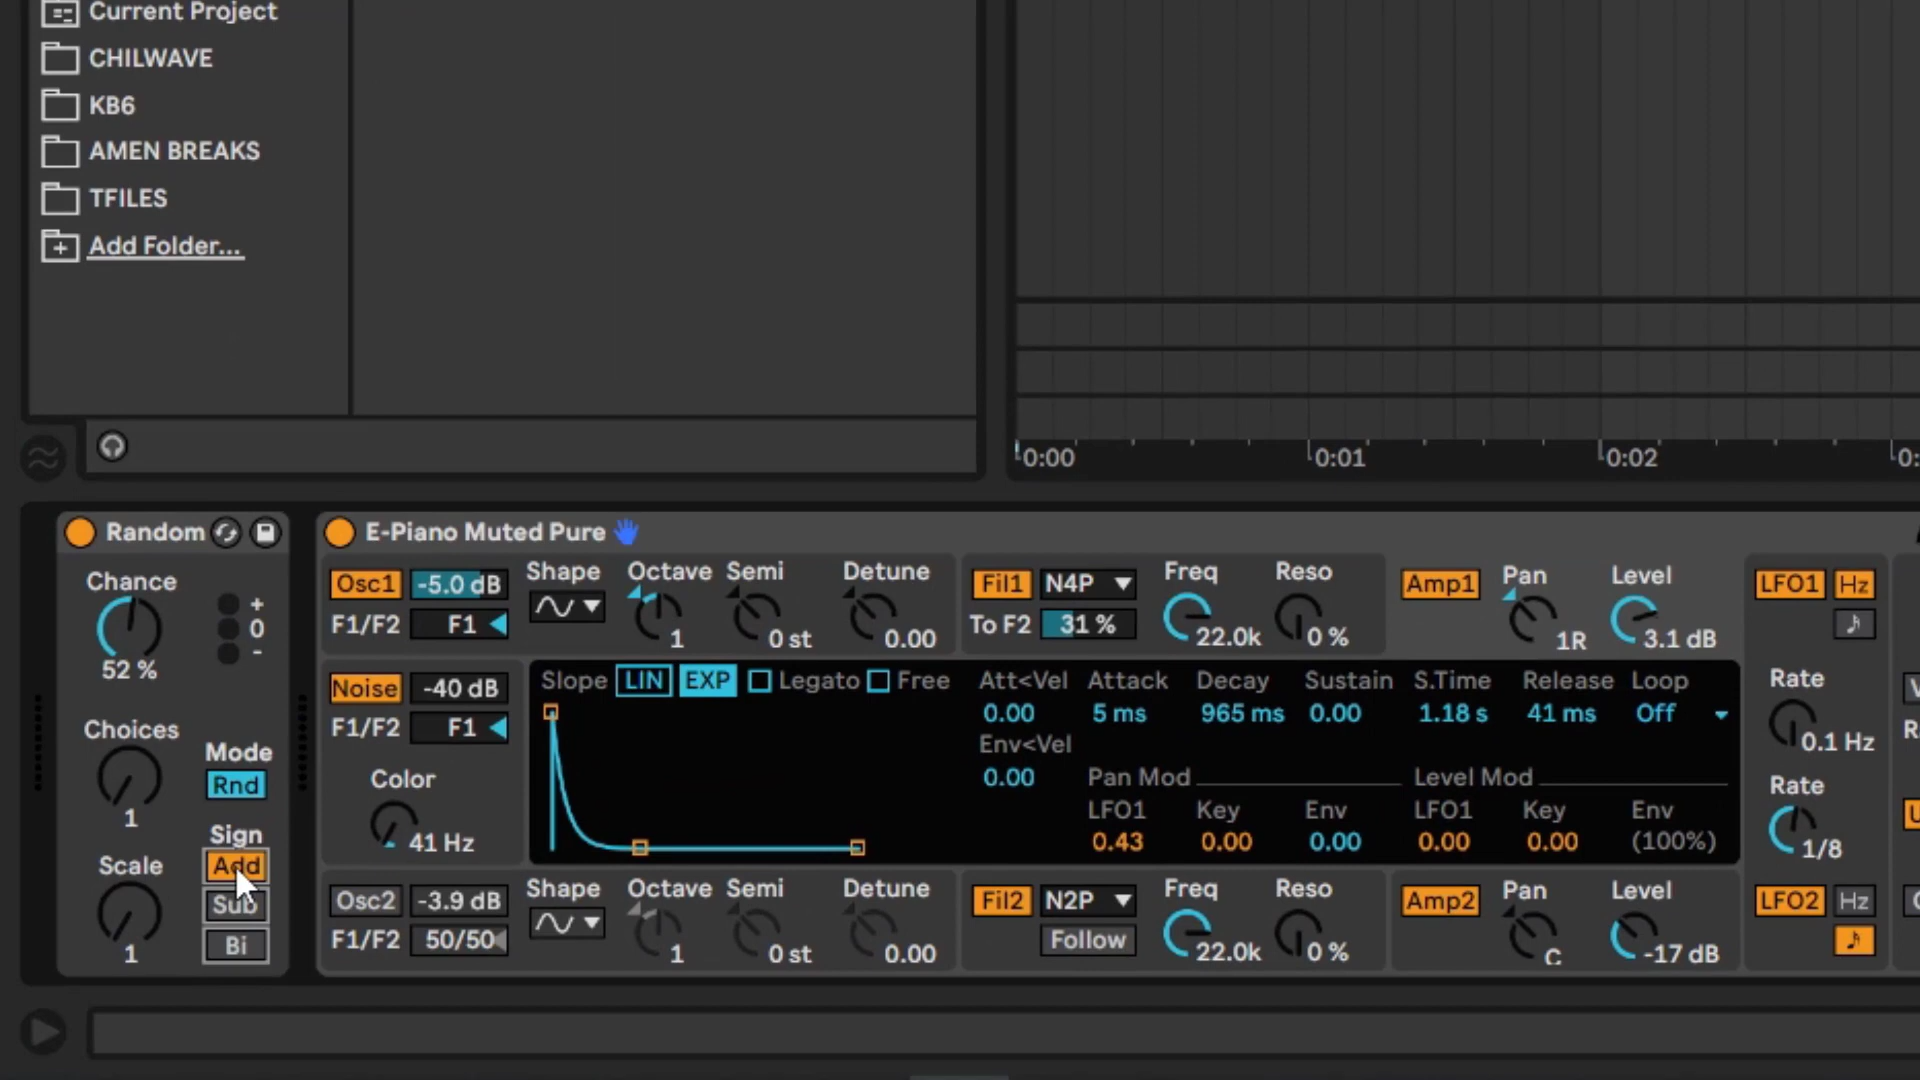 Current Project
CHILWAVE
KB6
AMEN BREAKS
TFILES
Add Folder...
0:00
0:01
0:02
0:
Random
Chance
52 %
+
0
-
Choices
1
Mode
Rnd
Sign
Add
Sub
Bi
Scale
1
E-Piano Muted Pure
Osc1 -5.0 dB
F1/F2 F1
Shape
Octave
1
Semi
0 st
Detune
0.00
Fil1 N4P
To F2 31 %
Freq
22.0k
Reso
0 %
Amp1
Pan
1R
Level
3.1 dB
LFO1 Hz
Noise -40 dB
F1/F2 F1
Color
41 Hz
Slope LIN EXP Legato Free
Att<Vel Attack Decay Sustain S.Time Release Loop
0.00 5 ms 965 ms 0.00 1.18 s 41 ms Off
Env<Vel
0.00
Pan Mod Level Mod
LFO1 Key Env LFO1 Key Env
0.43 0.00 0.00 0.00 0.00 (100%)
Rate
0.1 Hz
Rate
1/8
Osc2 -3.9 dB
F1/F2 50/50
Shape
Octave
1
Semi
0 st
Detune
0.00
Fil2 N2P
Follow
Freq
22.0k
Reso
0 %
Amp2
Pan
C
Level
-17 dB
LFO2 Hz